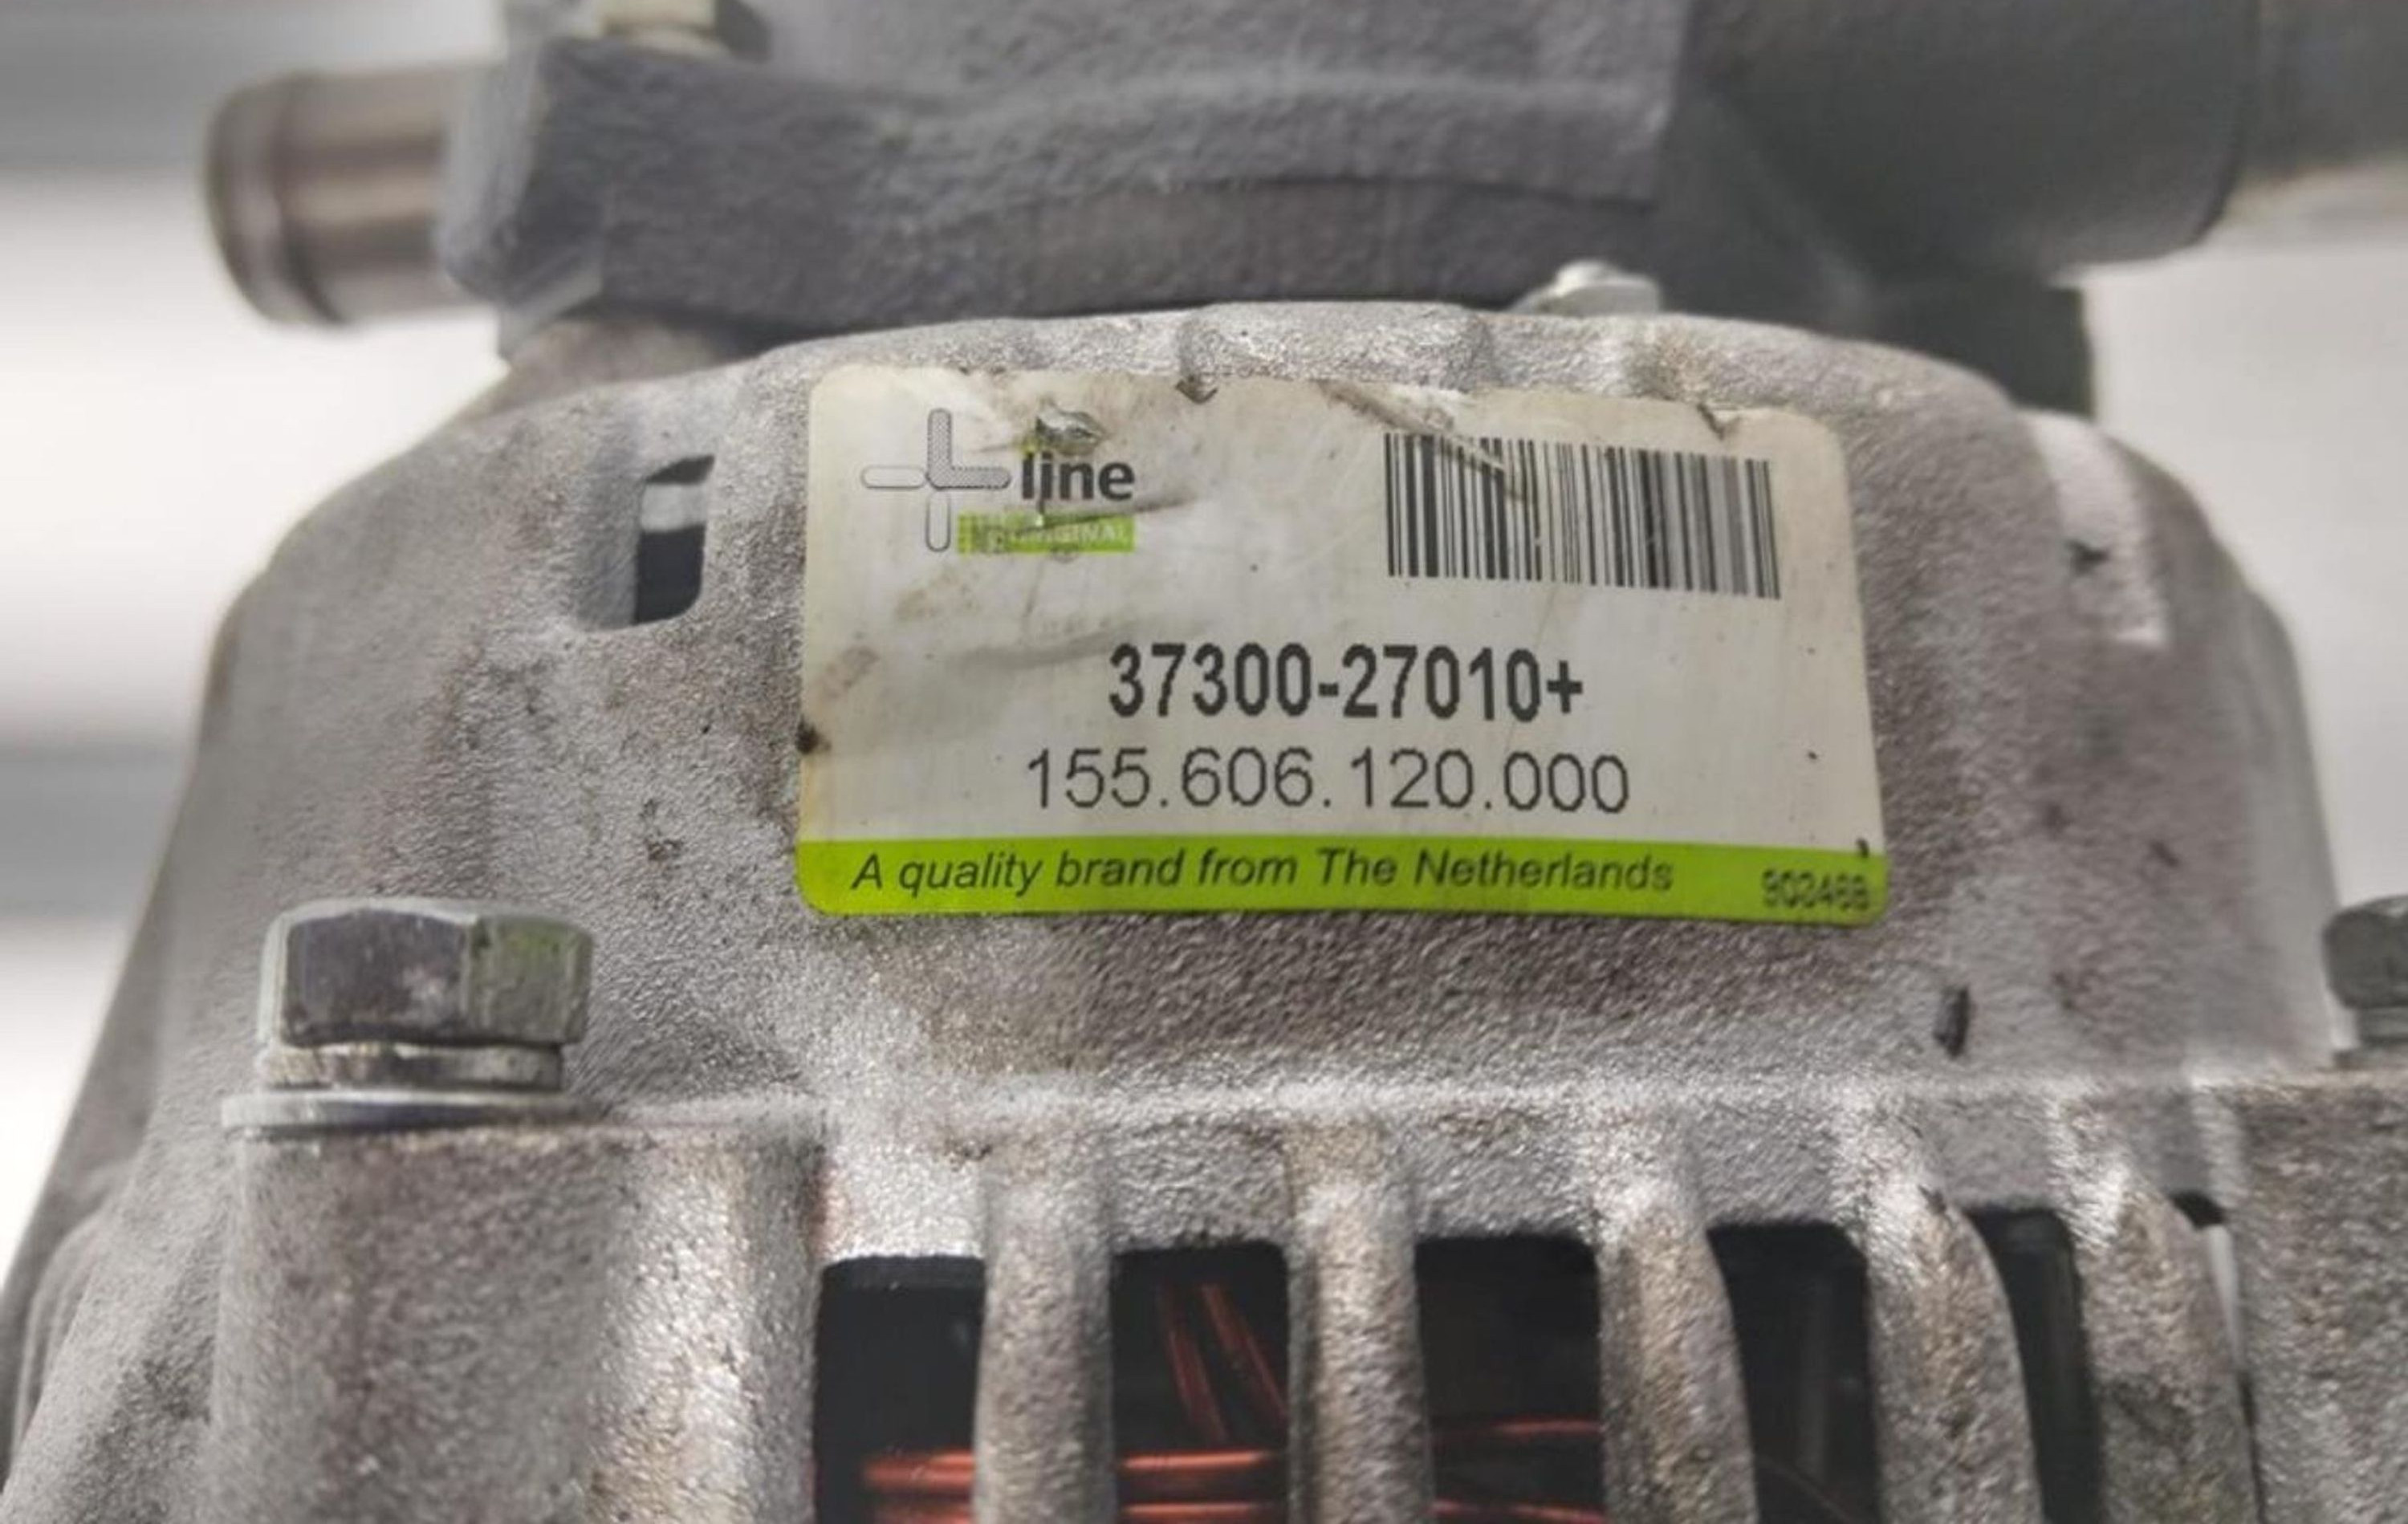 line
ORIGINAL
37300-27010+
155.606.120.000
A quality brand from The Netherlands